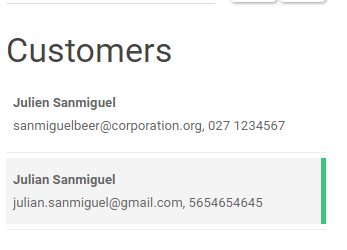 Customers
Julien Sanmiguel
sanmiguelbeer@corporation.org, 027 1234567
Julian Sanmiguel
julian.sanmiguel@gmail.com, 5654654645